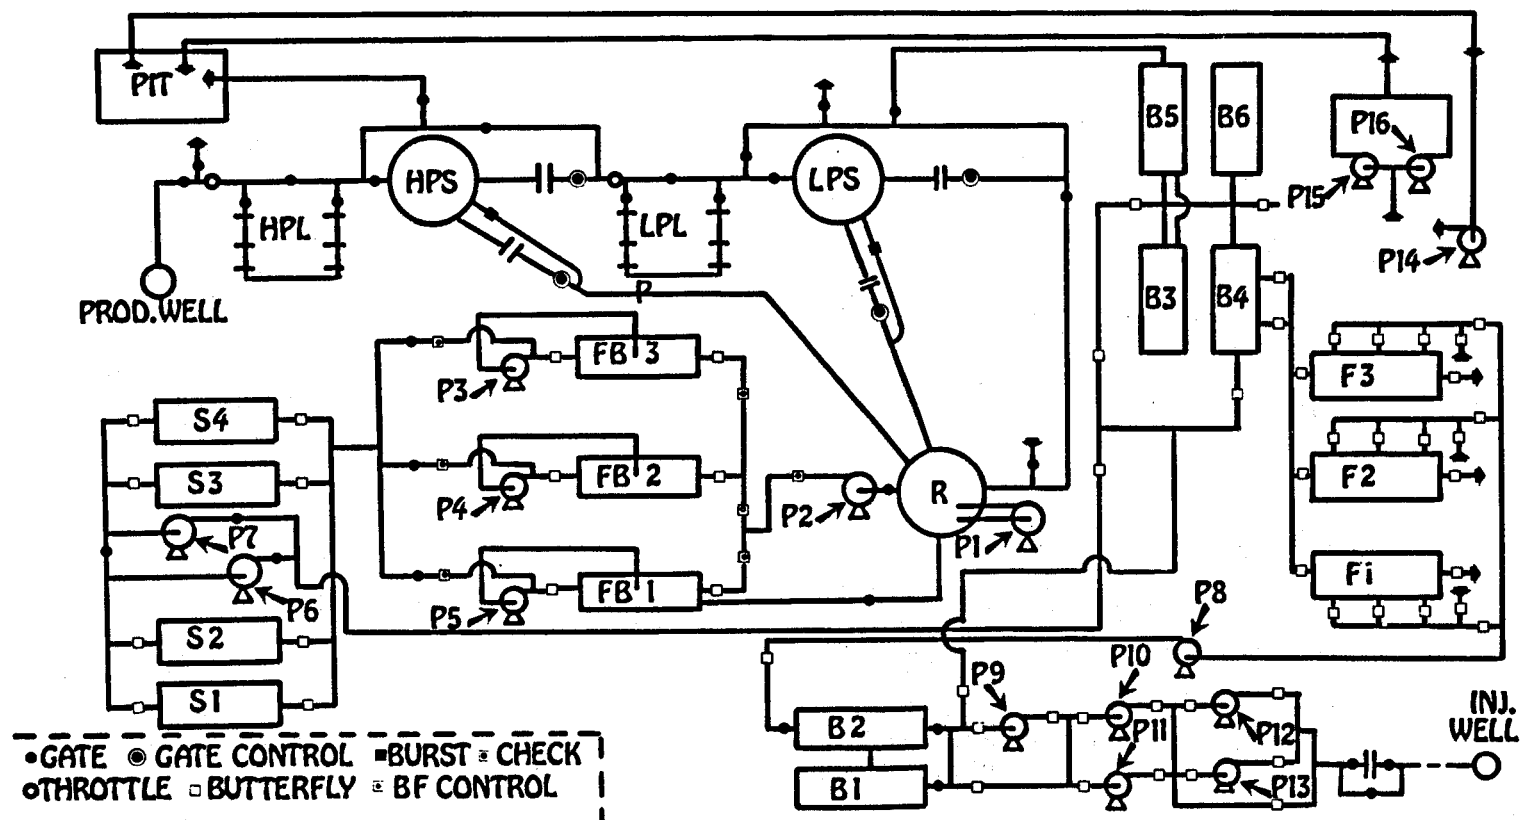 PIT
B5
B6
P16
HPS
LPS
P15
HPL
LPL
P14
PROD.WELL
P
B3
B4
FB 3
P3
F3
S4
FB 2
S3
R
F2
P4
P2
P7
P1
P6
P5
FB 1
F1
S2
P8
P9
P10
S1
INJ.
WELL
B2
P11
P12
GATE GATE CONTROL BURST CHECK
THROTTLE BUTTERFLY BF CONTROL
B1
P13